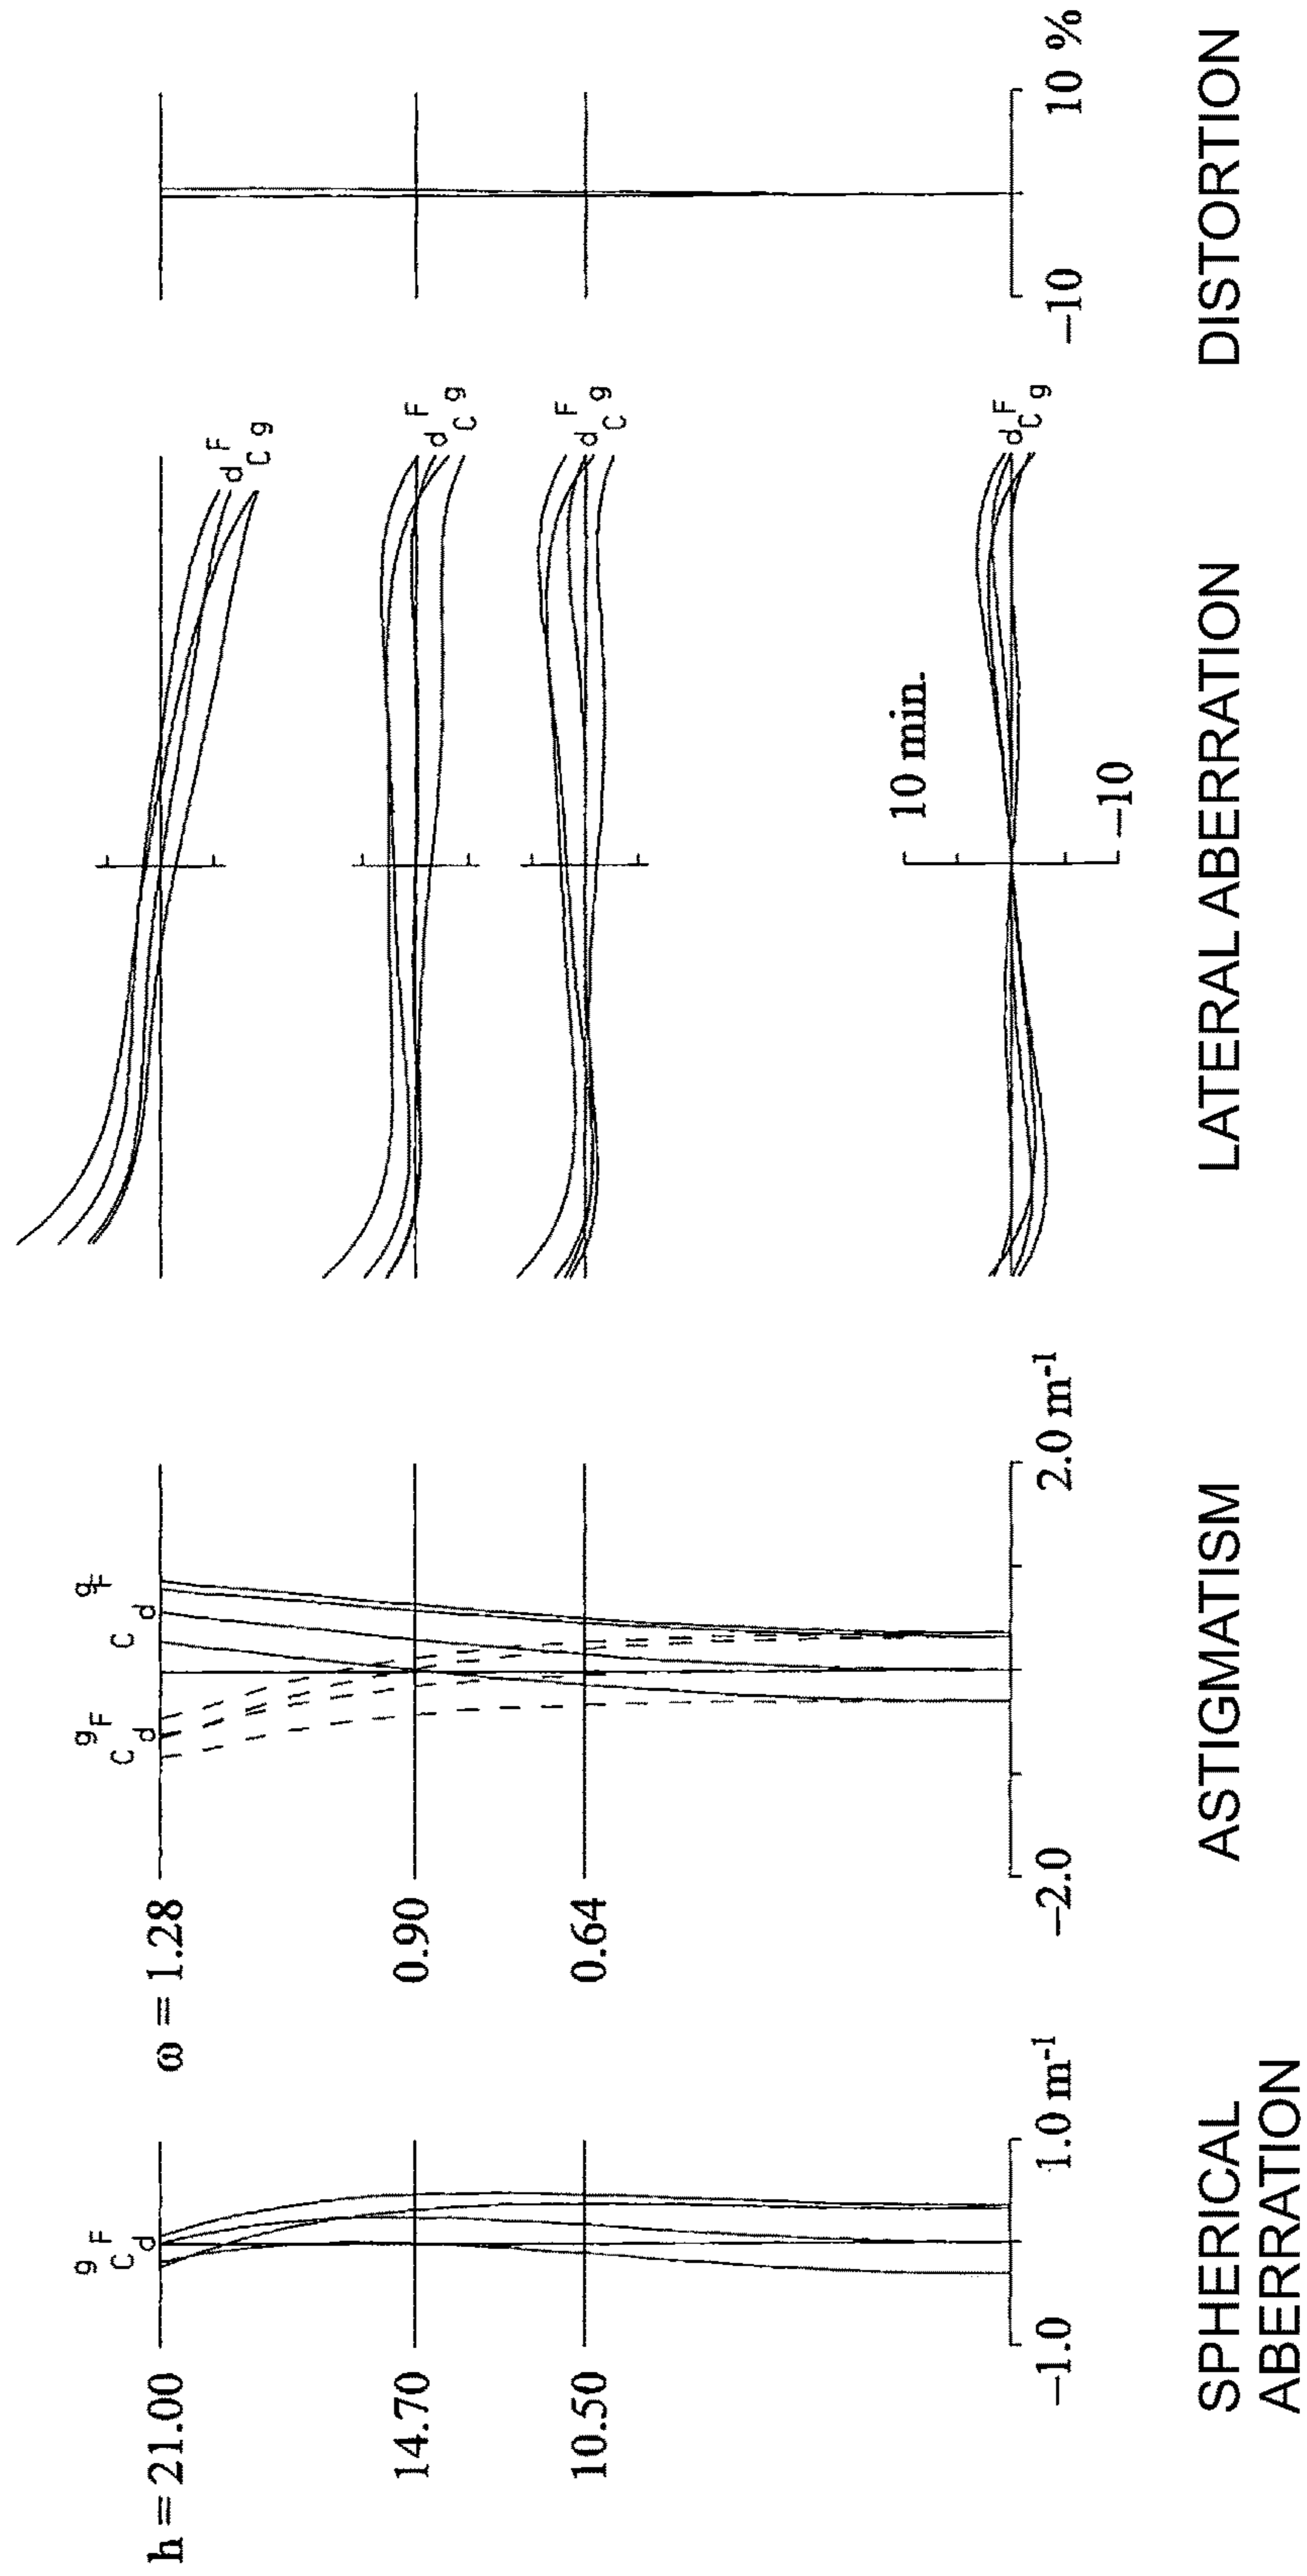 h = 21.00
14.70
10.50
g F
C d
−1.0
1.0 m-1
SPHERICAL
ABERRATION
ω = 1.28
0.90
0.64
g F
C d
g F
C d
−2.0
2.0 m-1
ASTIGMATISM
d F
C g
d F
C g
d F
C g
d F
C g
10 min.
−10
LATERAL ABERRATION
−10
10 %
DISTORTION